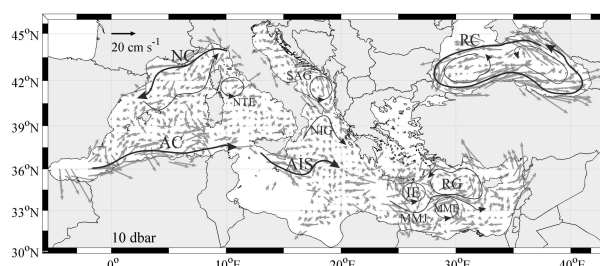 45°N
20 cm s⁻¹
NC
RC
42°N
SAG
NTE
39°N
NIG
AC
36°N
AIS
IE
RG
33°N
MMJ
MME
10 dbar
30°N
0°
10°E
20°E
30°E
40°E